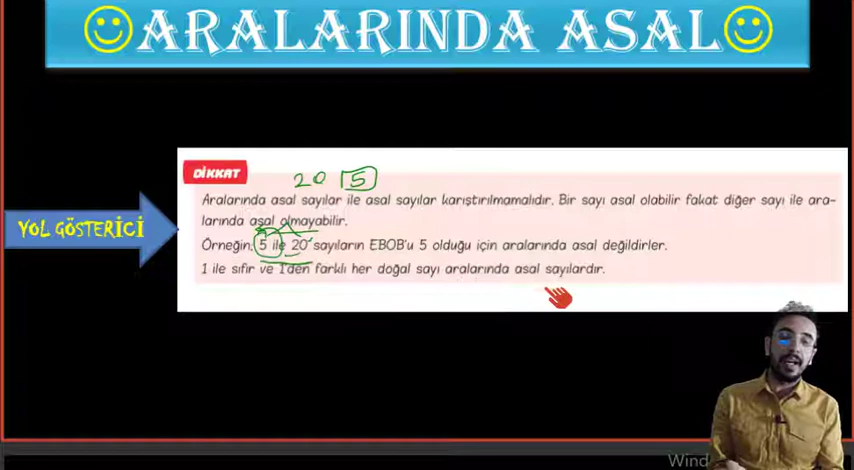 ARALARINDA ASAL
DİKKAT
20 5
Aralarında asal sayılar ile asal sayılar karıştırılmamalıdır. Bir sayı asal olabilir fakat diğer sayı ile ara-
larında asal olmayabilir.
YOL GÖSTERİCİ
Örneğin; 5 ile 20 sayıların EBOB'u 5 olduğu için aralarında asal değildirler.
1 ile sıfır ve 1'den farklı her doğal sayı aralarında asal sayılardır.
Wind